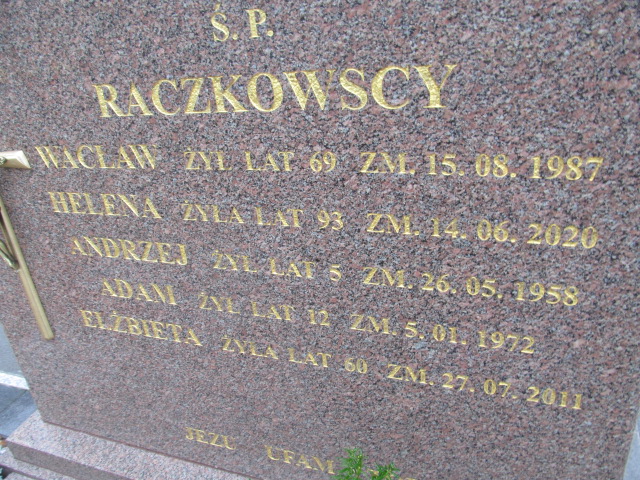 Ś. P.
RACZKOWSCY
WACŁAW ŻYŁ LAT 69 ZM. 15. 08. 1987
HELENA ŻYŁA LAT 93 ZM. 14. 06. 2020
ANDRZEJ ŻYŁ LAT 5 ZM. 26. 05. 1958
ADAM ŻYŁ LAT 12 ZM. 5. 01. 1972
ELŻBIETA ŻYŁA LAT 60 ZM. 27. 07. 2011
JEZU UFAM